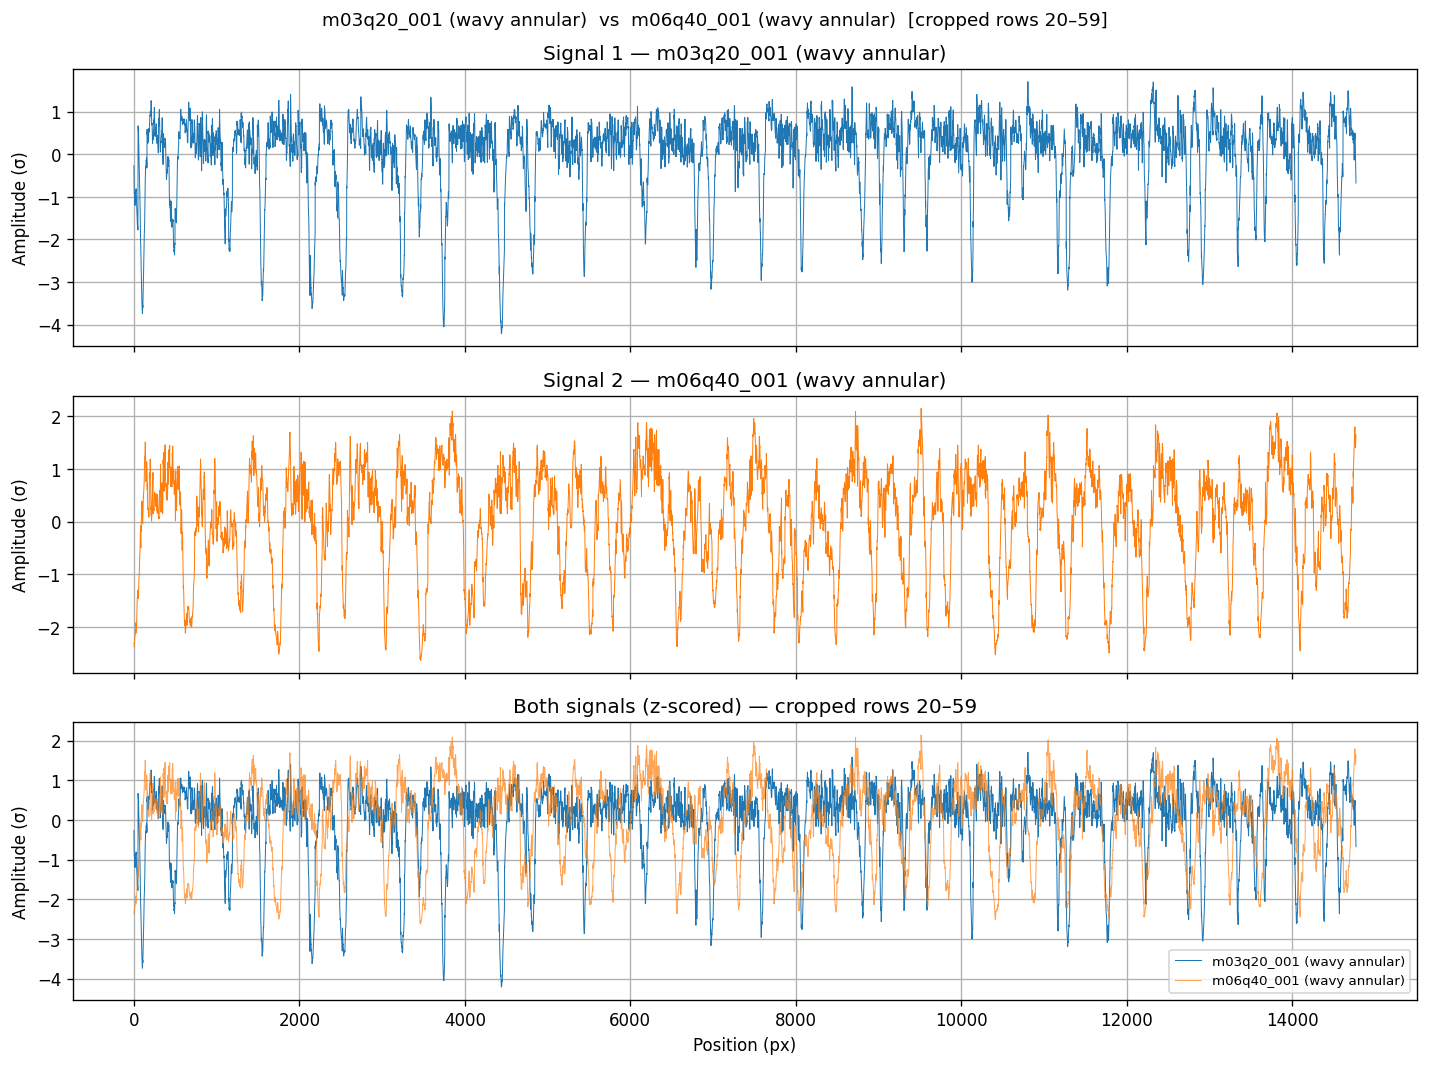 m03q20_001 (wavy annular)  vs  m06q40_001 (wavy annular)  [cropped rows 20–59]
Signal 1 — m03q20_001 (wavy annular)
Amplitude (σ)
1
0
−1
−2
−3
−4
Signal 2 — m06q40_001 (wavy annular)
Amplitude (σ)
2
1
0
−1
−2
Both signals (z-scored) — cropped rows 20–59
Amplitude (σ)
2
1
0
−1
−2
−3
−4
m03q20_001 (wavy annular)
m06q40_001 (wavy annular)
0 2000 4000 6000 8000 10000 12000 14000
Position (px)